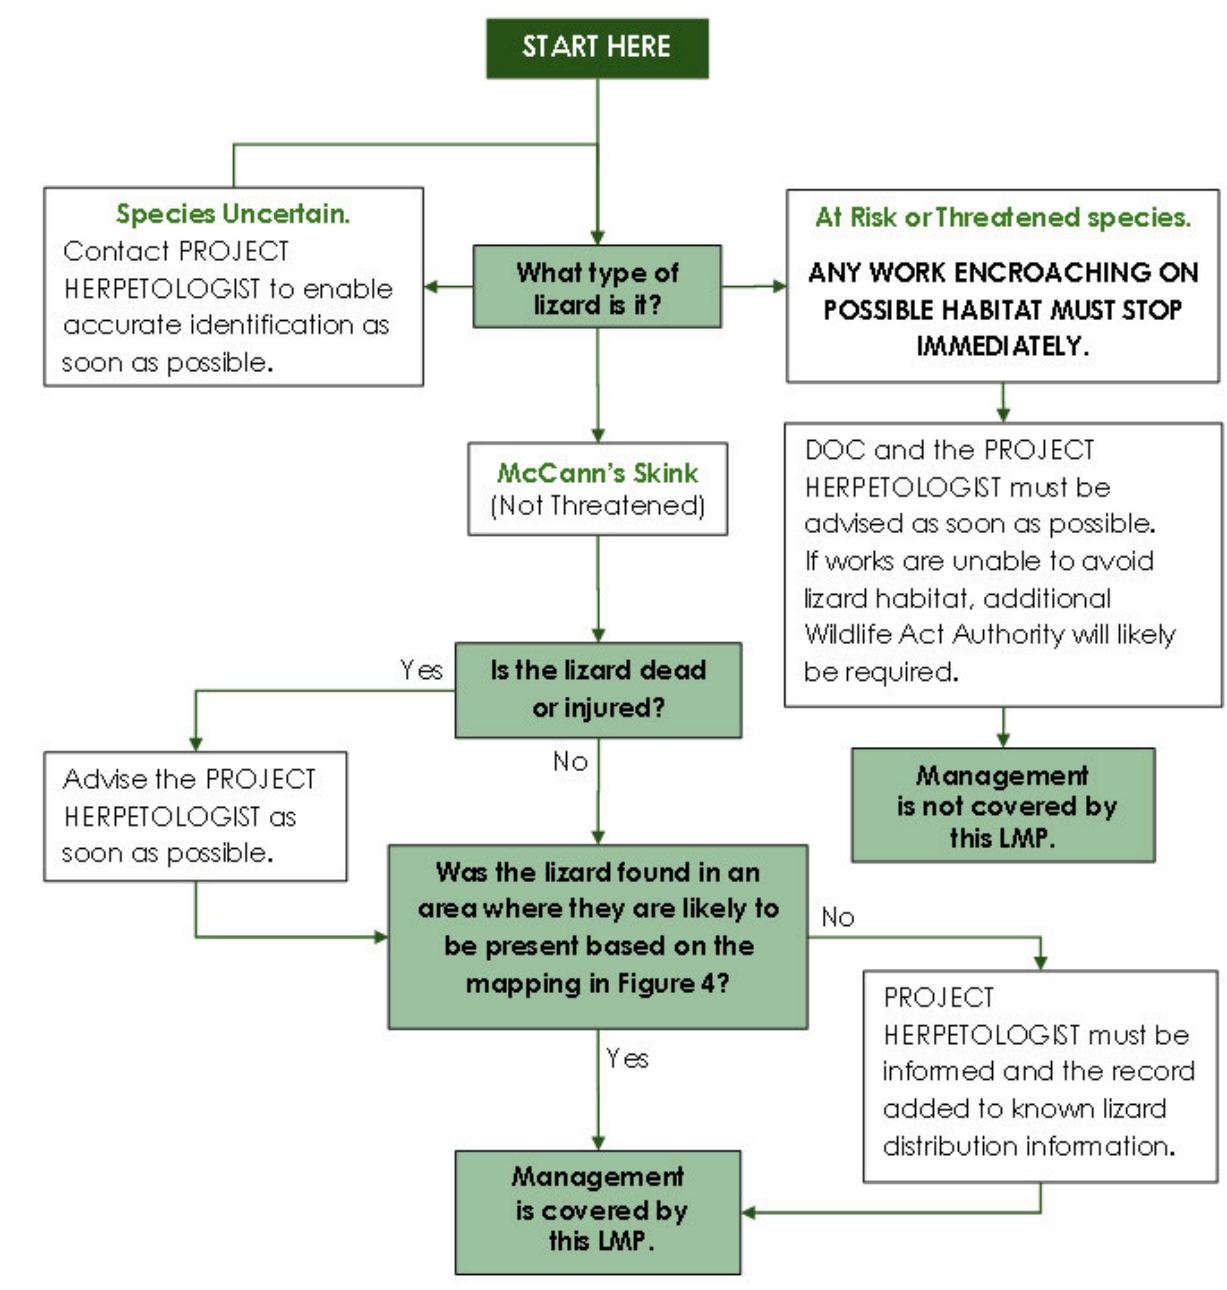 START HERE
Species Uncertain.
Contact PROJECT
HERPETOLOGIST to enable
accurate identification as
soon as possible.
What type of
lizard is it?
At Risk or Threatened species.
ANY WORK ENCROACHING ON
POSSIBLE HABITAT MUST STOP
IMMEDIATELY.
DOC and the PROJECT
HERPETOLOGIST must be
advised as soon as possible.
If works are unable to avoid
lizard habitat, additional
Wildlife Act Authority will likely
be required.
Management
is not covered by
this LMP.
McCann's Skink
(Not Threatened)
Is the lizard dead
or injured?
Yes
No
Advise the PROJECT
HERPETOLOGIST as
soon as possible.
Was the lizard found in an
area where they are likely to
be present based on the
mapping in Figure 4?
No
PROJECT
HERPETOLOGIST must be
informed and the record
added to known lizard
distribution information.
Yes
Management
is covered by
this LMP.